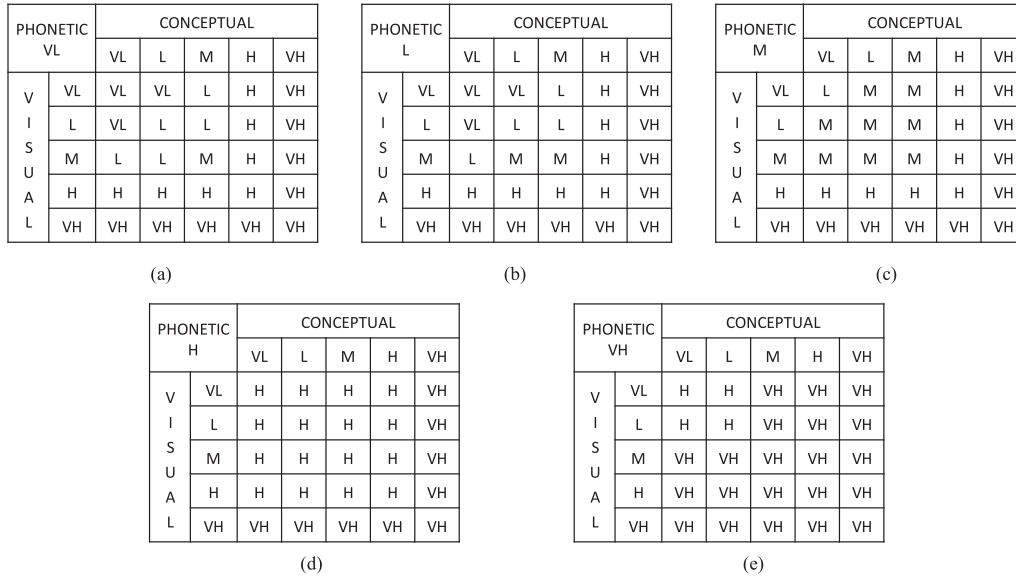 PHONETIC VL CONCEPTUAL
VL L M H VH
VISUAL
VL VL VL L H VH
L VL L L H VH
M L L M H VH
H H H H H VH
VH VH VH VH VH VH
(a)
PHONETIC L CONCEPTUAL
VL L M H VH
VISUAL
VL VL VL L H VH
L VL L L H VH
M L M M H VH
H H H H H VH
VH VH VH VH VH VH
(b)
PHONETIC M CONCEPTUAL
VL L M H VH
VISUAL
VL L M M H VH
L M M M H VH
M M M M H VH
H H H H H VH
VH VH VH VH VH VH
(c)
PHONETIC H CONCEPTUAL
VL L M H VH
VISUAL
VL H H H H VH
L H H H H VH
M H H H H VH
H H H H H VH
VH VH VH VH VH VH
(d)
PHONETIC VH CONCEPTUAL
VL L M H VH
VISUAL
VL H H VH VH VH
L H H VH VH VH
M VH VH VH VH VH
H VH VH VH VH VH
VH VH VH VH VH VH
(e)